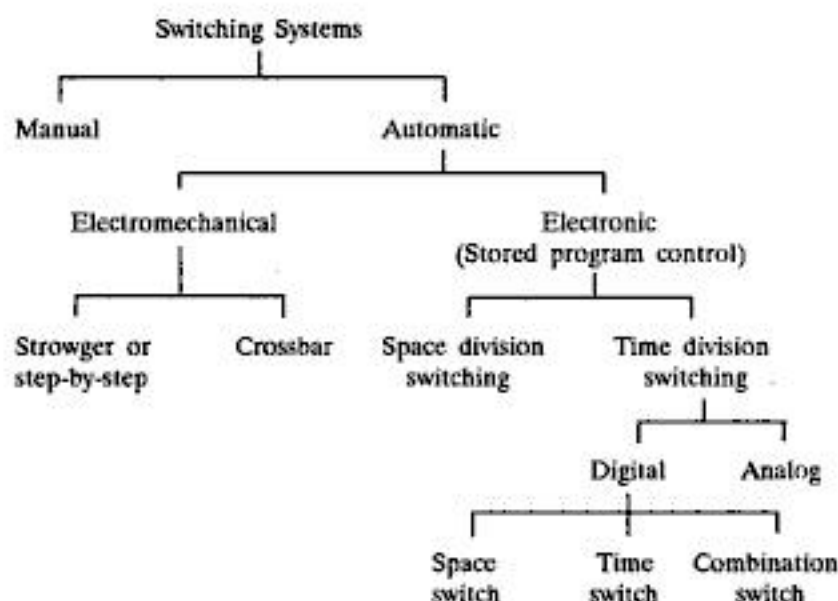 Switching Systems
Manual Automatic
Electromechanical Electronic
(Stored program control)
Strowger or Crossbar Space division Time division
step-by-step switching switching
Digital Analog
Space Time Combination
switch switch switch